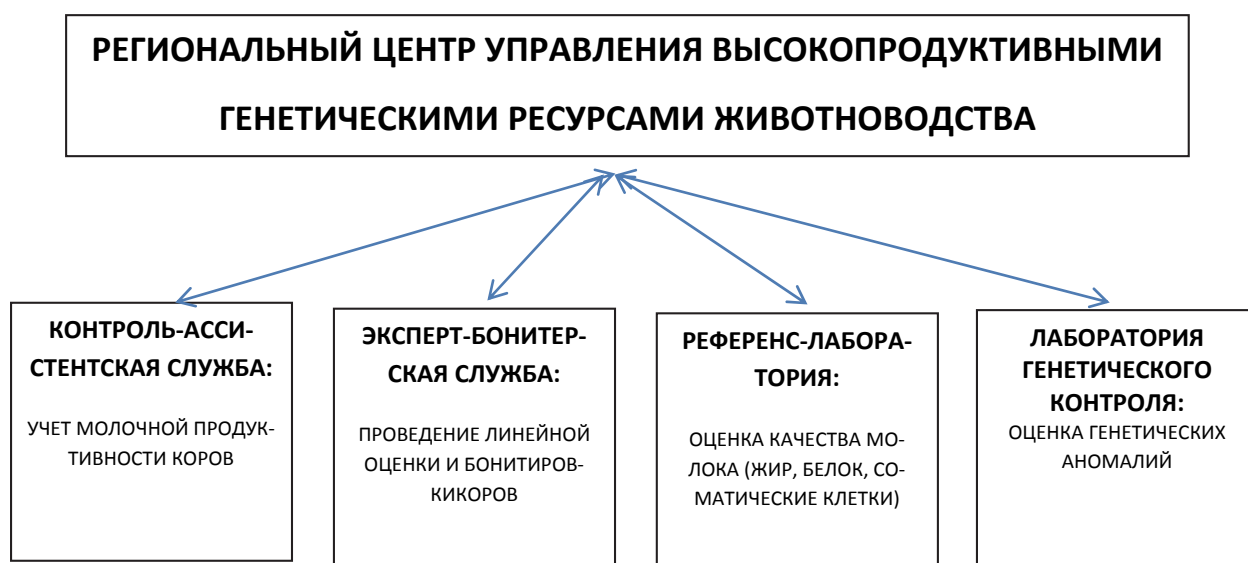 РЕГИОНАЛЬНЫЙ ЦЕНТР УПРАВЛЕНИЯ ВЫСОКОПРОДУКТИВНЫМИ
ГЕНЕТИЧЕСКИМИ РЕСУРСАМИ ЖИВОТНОВОДСТВА
КОНТРОЛЬ-АССИ-
СТЕНТСКАЯ СЛУЖБА:
УЧЕТ МОЛОЧНОЙ ПРОДУК-
ТИВНОСТИ КОРОВ
ЭКСПЕРТ-БОНИТЕР-
СКАЯ СЛУЖБА:
ПРОВЕДЕНИЕ ЛИНЕЙНОЙ
ОЦЕНКИ И БОНИТИРОВ-
КИКОРОВ
РЕФЕРЕНС-ЛАБОРА-
ТОРИЯ:
ОЦЕНКА КАЧЕСТВА МО-
ЛОКА (ЖИР, БЕЛОК, СО-
МАТИЧЕСКИЕ КЛЕТКИ)
ЛАБОРАТОРИЯ
ГЕНЕТИЧЕСКОГО
КОНТРОЛЯ:
ОЦЕНКА ГЕНЕТИЧЕСКИХ
АНОМАЛИЙ